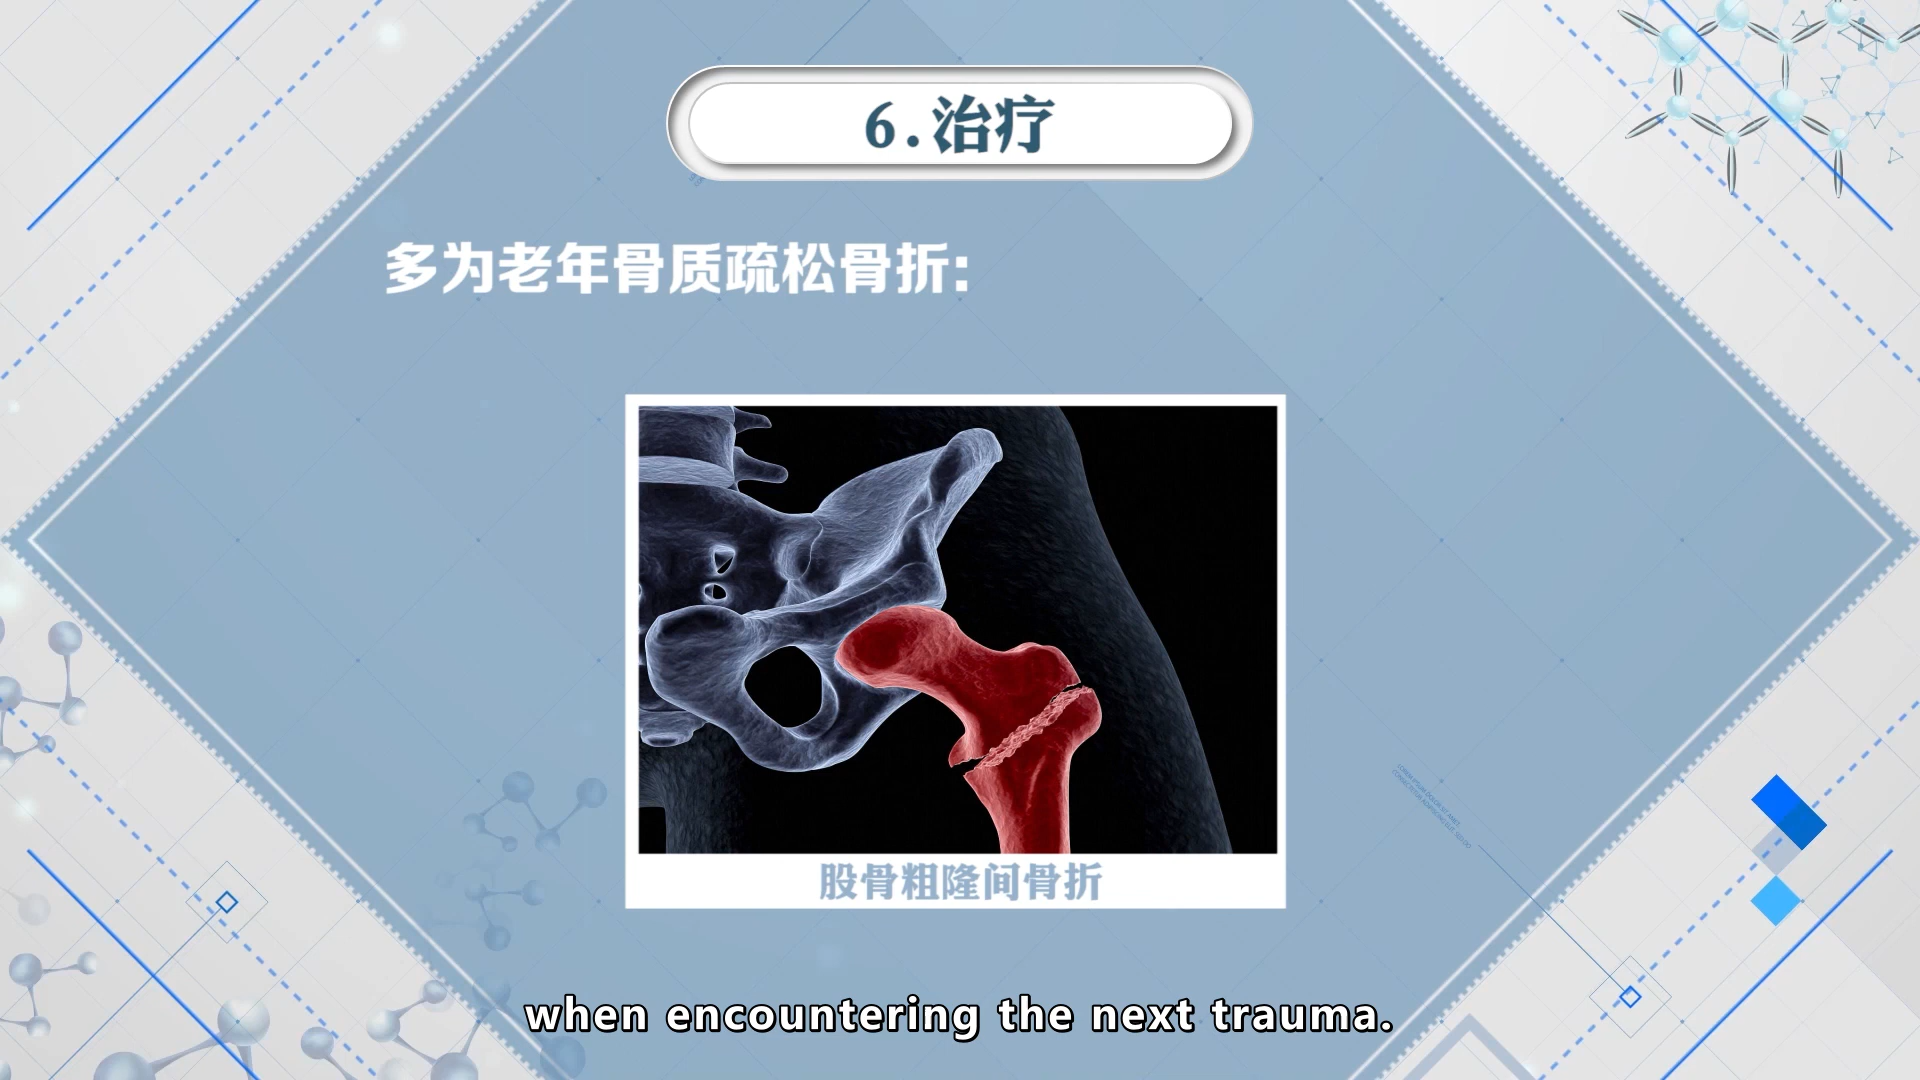 6.治疗
多为老年骨质疏松骨折:
股骨粗隆间骨折
when encountering the next trauma.